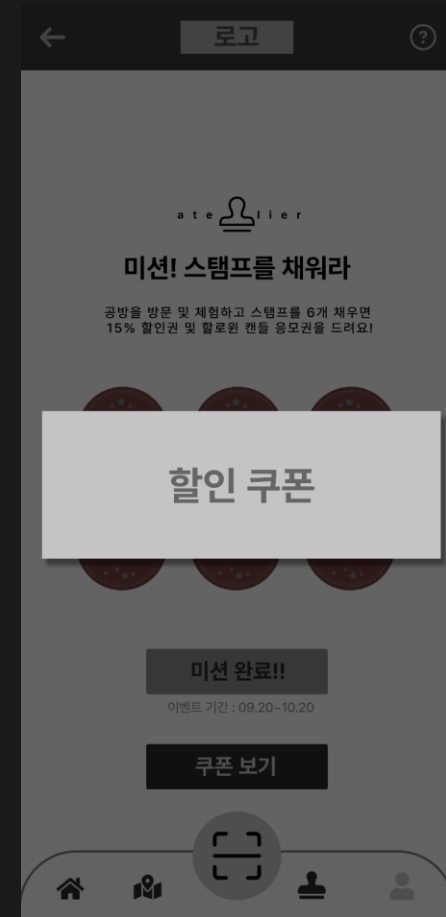 로고
atelier
미션! 스탬프를 채워라
공방을 방문 및 체험하고 스탬프를 6개 채우면
15% 할인권 및 할로윈 캔들 응모권을 드려요!
할인 쿠폰
미션 완료!!
이벤트 기간 : 09.20~10.20
쿠폰 보기